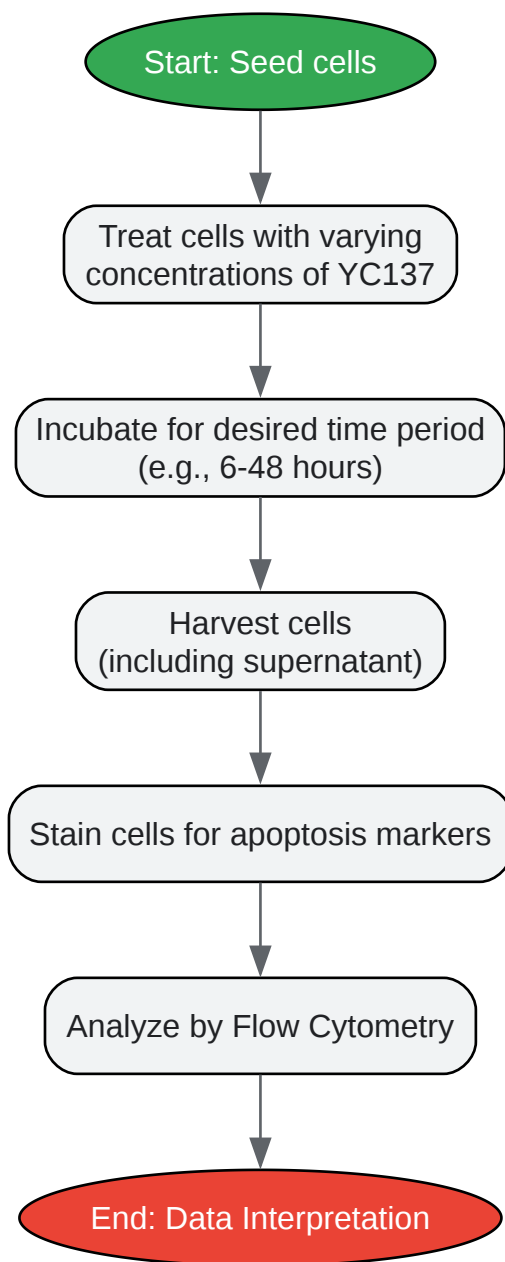 Start: Seed cells
Treat cells with varying
concentrations of YC137
Incubate for desired time period
(e.g., 6-48 hours)
Harvest cells
(including supernatant)
Stain cells for apoptosis markers
Analyze by Flow Cytometry
End: Data Interpretation